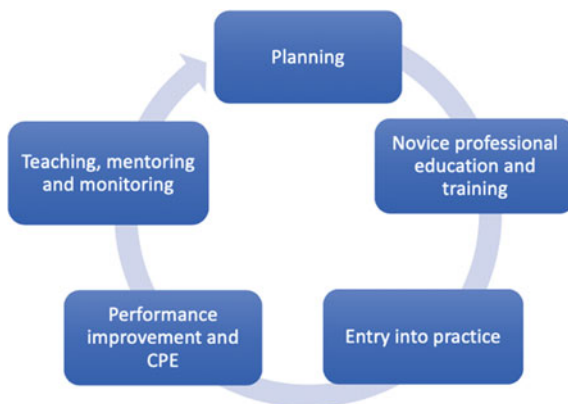 Planning
Novice professional
education and
training
Entry into practice
Performance
improvement and
CPE
Teaching, mentoring
and monitoring